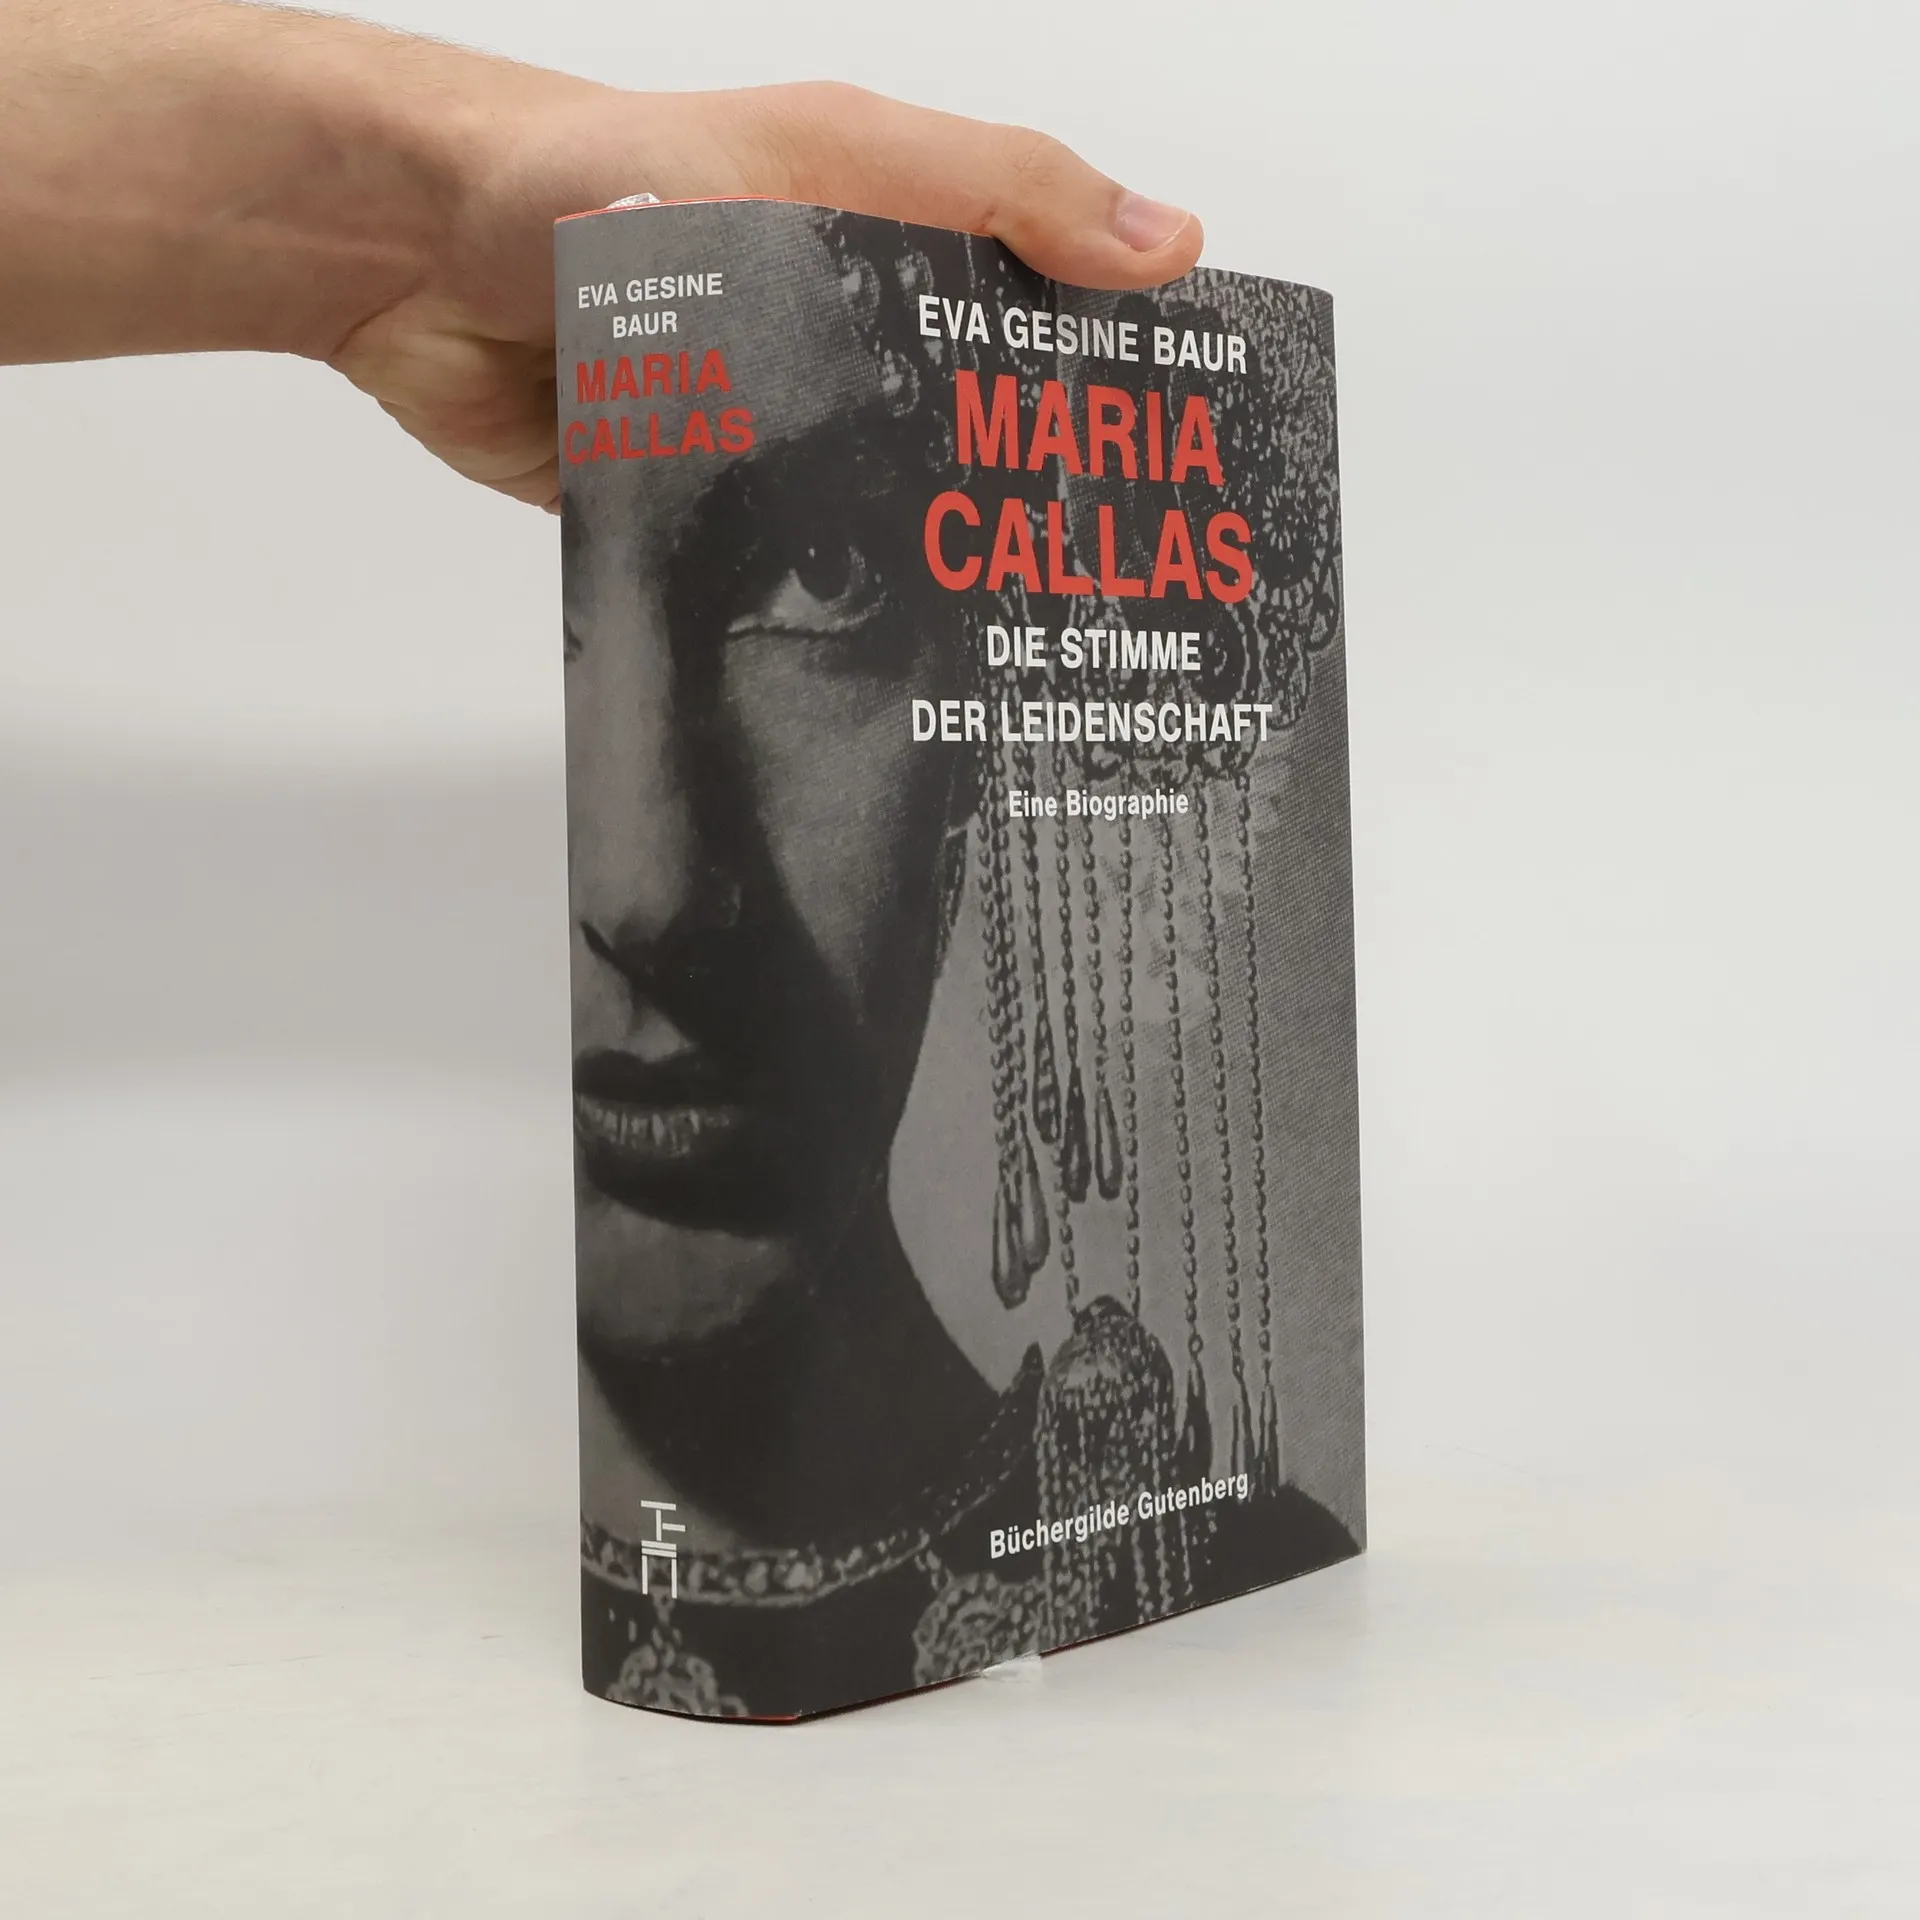 EVA GESINE
BAUR
MARIA
CALLAS
EVA GESINE BAUR
MARIA
CALLAS
DIE STIMME
DER LEIDENSCHAFT
Eine Biographie
Büchergilde Gutenberg